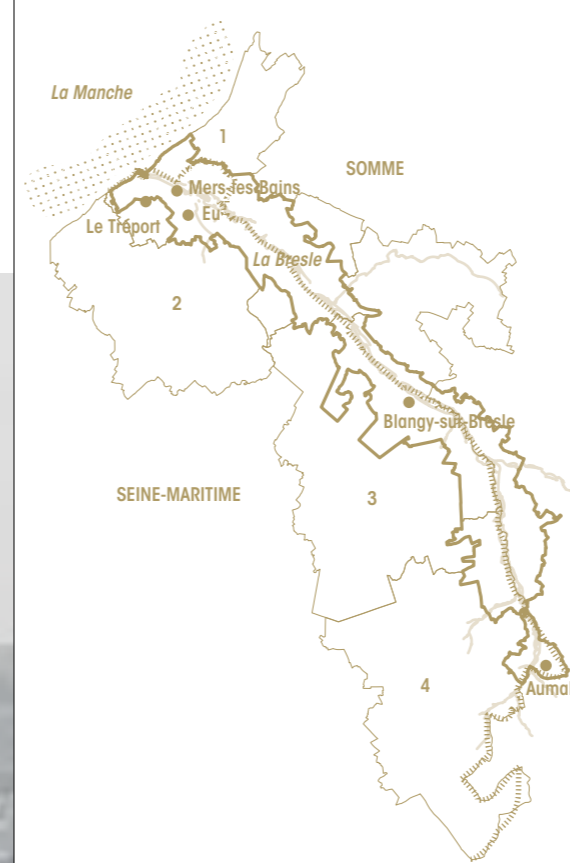 La Manche
1
SOMME
Mers-les-Bains
Eu
Le Tréport
La Bresle
2
Blangy-sur-Bresle
SEINE-MARITIME
3
4
Aumal